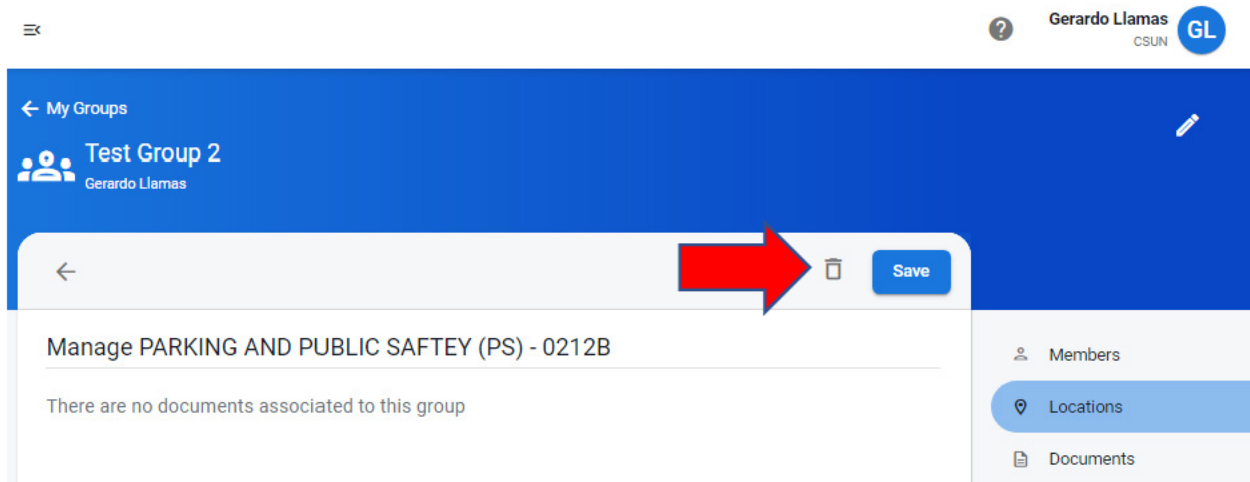 Gerardo Llamas
CSUN
GL
My Groups
Test Group 2
Gerardo Llamas
Save
Manage PARKING AND PUBLIC SAFTEY (PS) - 0212B
There are no documents associated to this group
Members
Locations
Documents